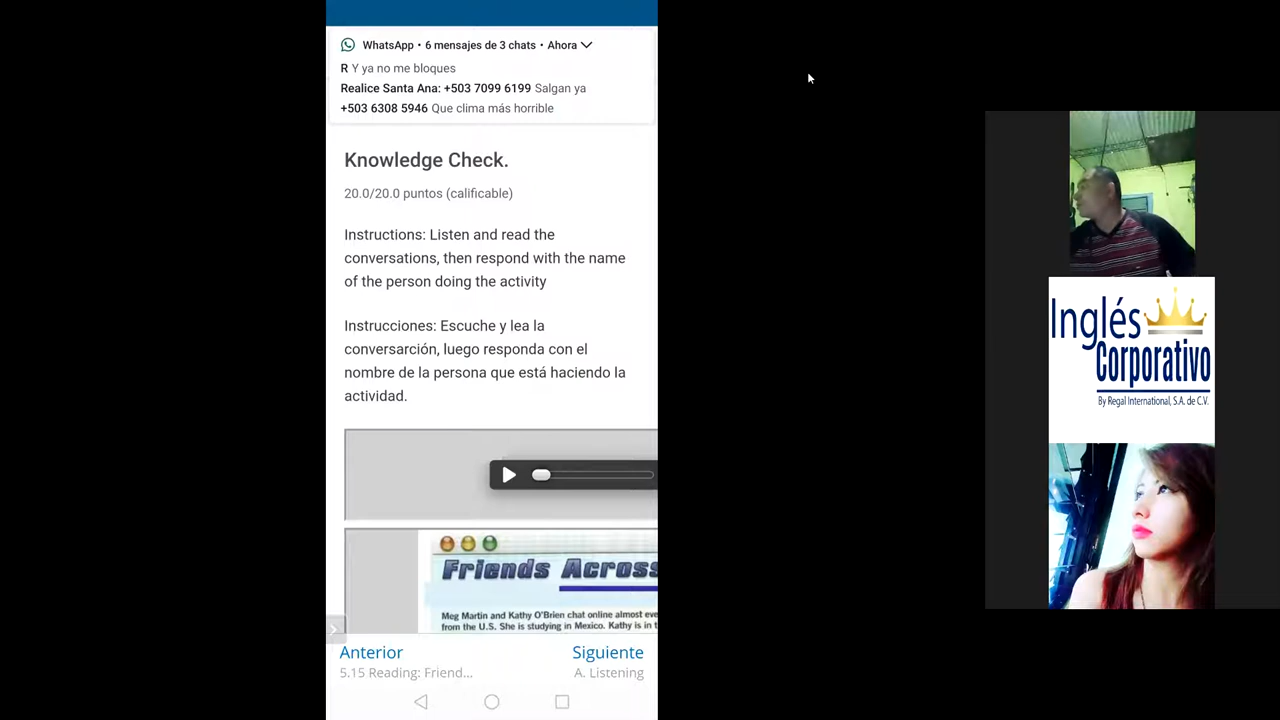 WhatsApp • 6 mensajes de 3 chats • Ahora
R Y ya no me bloques
Realice Santa Ana: +503 7099 6199 Salgan ya
+503 6308 5946 Que clima más horrible
Knowledge Check.
20.0/20.0 puntos (calificable)
Instructions: Listen and read the
conversations, then respond with the name
of the person doing the activity
Instrucciones: Escuche y lea la
conversarción, luego responda con el
nombre de la persona que está haciendo la
actividad.
Friends Across
Meg Martin and Kathy O'Brien chat online almost eve
from the U.S. She is studying in Mexico. Kathy is in t
Anterior
5.15 Reading: Friend...
Siguiente
A. Listening
Inglés
Corporativo
By Regal International, S.A. de C.V.